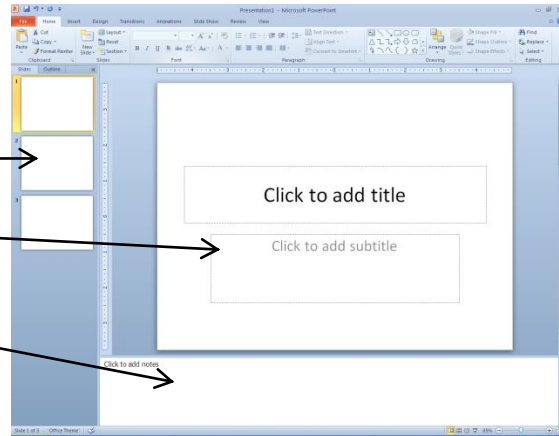 Presentation1 - Microsoft PowerPoint
File Home Insert Design Transitions Animations Slide Show Review View
Cut
Copy
Format Painter
Paste
New Slide
Layout
Reset
Section
Text Direction
Align Text
Convert to SmartArt
Arrange
Quick Styles
Shape Fill
Shape Outline
Shape Effects
Find
Replace
Select
Clipboard Slides Font Paragraph Drawing Editing
Slides Outline
1
2
3
Click to add title
Click to add subtitle
Click to add notes
Slide 1 of 3 "Office Theme"